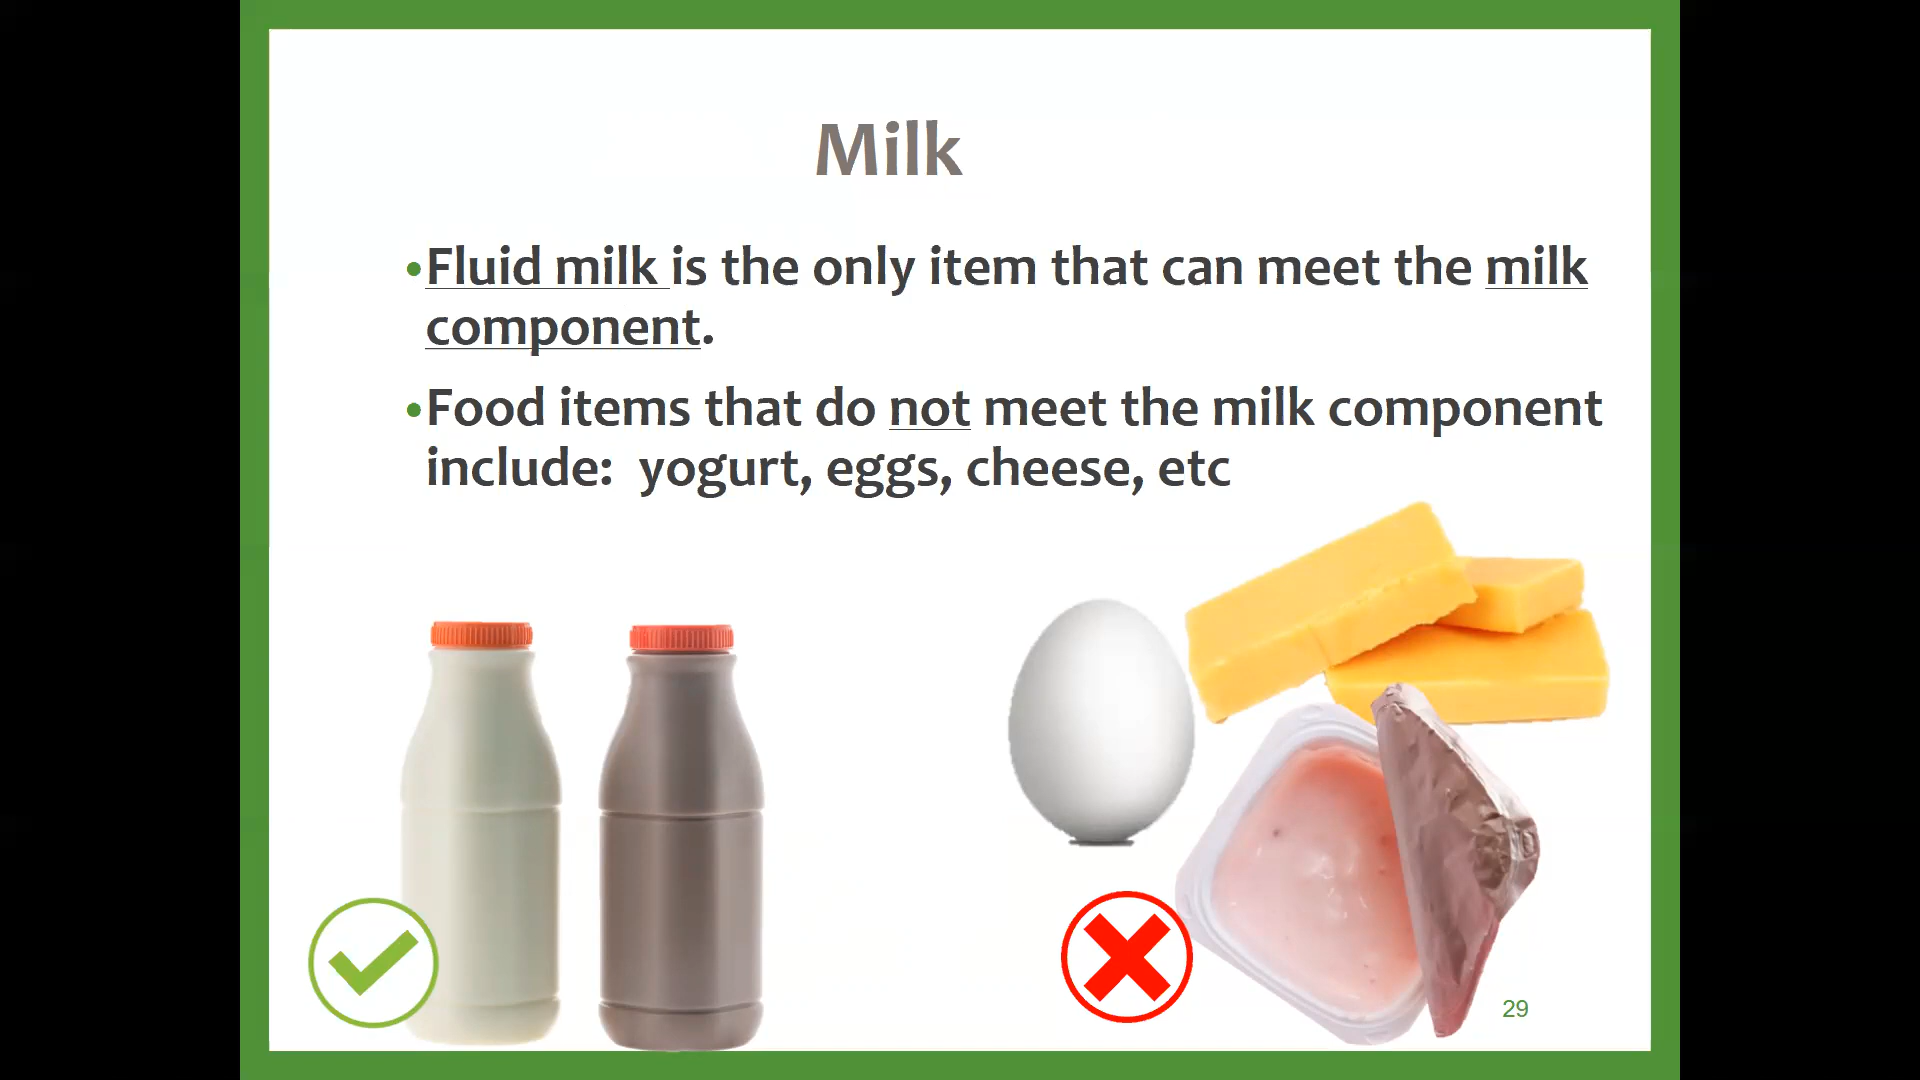 Milk
•Fluid milk is the only item that can meet the milk
component.
•Food items that do not meet the milk component
include: yogurt, eggs, cheese, etc
29